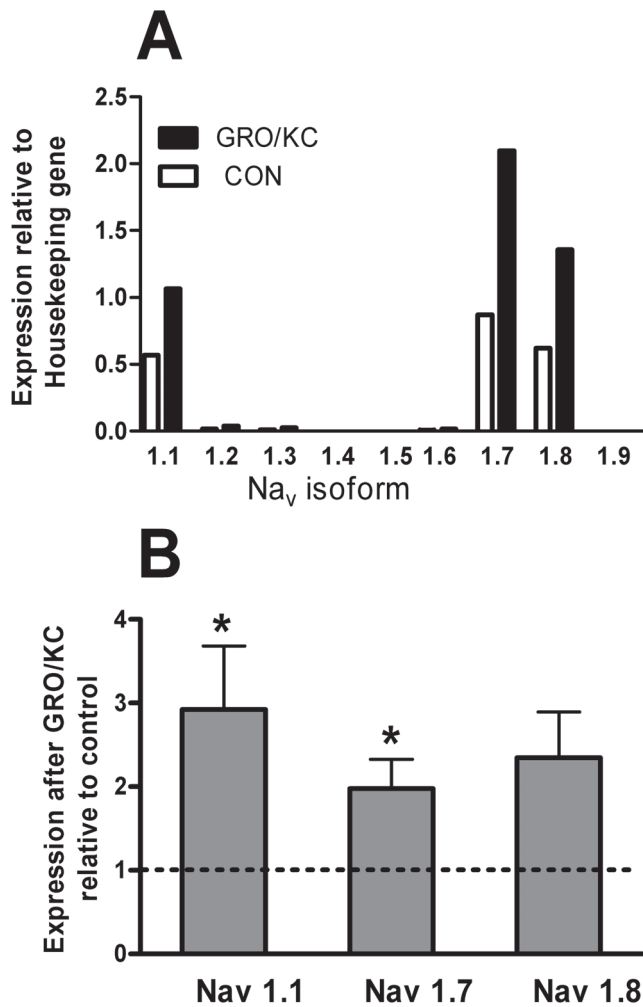 A
Expression relative to
Housekeeping gene
2.5
2.0
1.5
1.0
0.5
0.0
GRO/KC
CON
1.1 1.2 1.3 1.4 1.5 1.6 1.7 1.8 1.9
Nav isoform
B
Expression after GRO/KC
relative to control
4
3
2
1
0
*
*
Nav 1.1 Nav 1.7 Nav 1.8